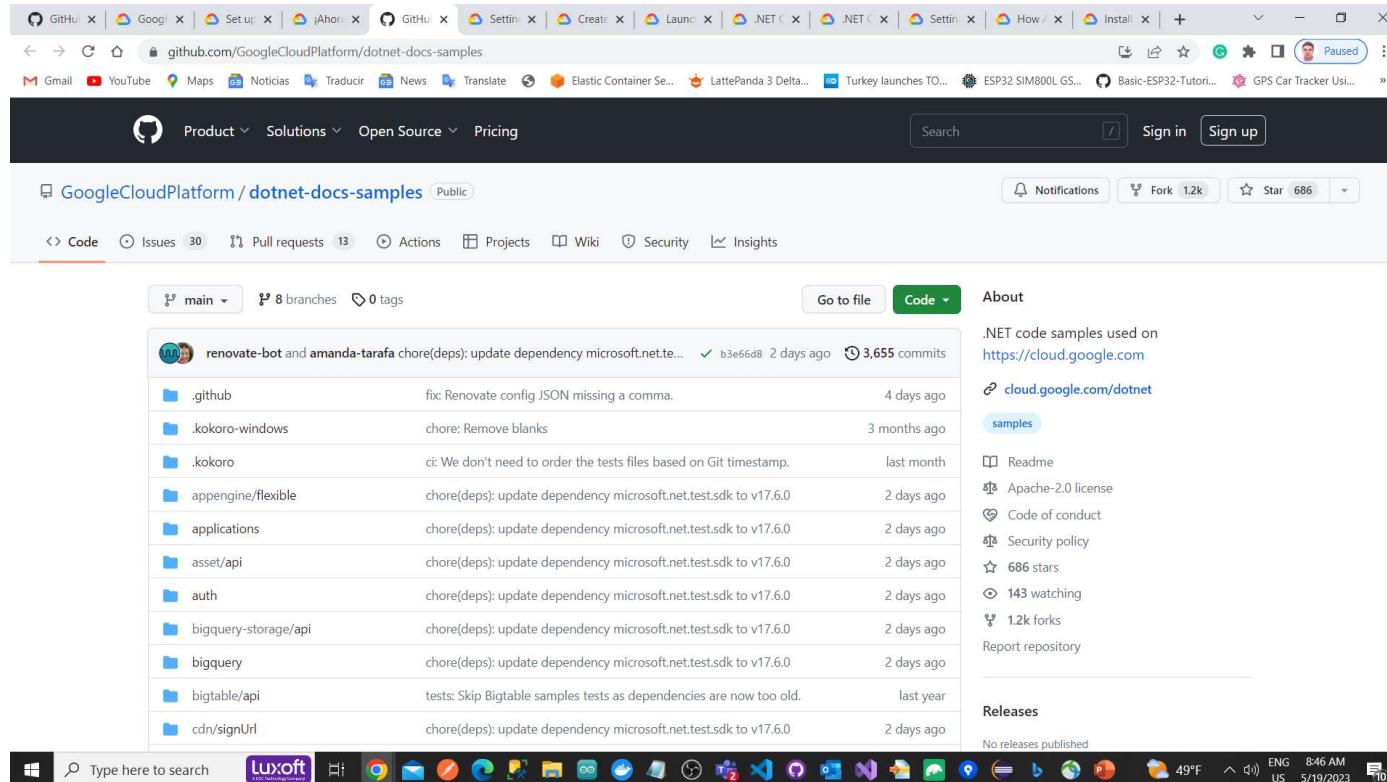 GitHu Googl Set up ¡Ahora GitHu Settin Create Launc .NET C .NET C Settin How A Install
github.com/GoogleCloudPlatform/dotnet-docs-samples Paused
Gmail YouTube Maps Noticias Traducir News Translate Elastic Container Se... LattePanda 3 Delta... Turkey launches TO... ESP32 SIM800L GS... Basic-ESP32-Tutori... GPS Car Tracker Usi... »
Product Solutions Open Source Pricing Search / Sign in Sign up
GoogleCloudPlatform / dotnet-docs-samples Public Notifications Fork 1.2k Star 686
Code Issues 30 Pull requests 13 Actions Projects Wiki Security Insights
main 8 branches 0 tags Go to file Code
renovate-bot and amanda-tarafa chore(deps): update dependency microsoft.net.te... b3e66d8 2 days ago 3,655 commits
.github fix: Renovate config JSON missing a comma. 4 days ago
.kokoro-windows chore: Remove blanks 3 months ago
.kokoro ci: We don't need to order the tests files based on Git timestamp. last month
appengine/flexible chore(deps): update dependency microsoft.net.test.sdk to v17.6.0 2 days ago
applications chore(deps): update dependency microsoft.net.test.sdk to v17.6.0 2 days ago
asset/api chore(deps): update dependency microsoft.net.test.sdk to v17.6.0 2 days ago
auth chore(deps): update dependency microsoft.net.test.sdk to v17.6.0 2 days ago
bigquery-storage/api chore(deps): update dependency microsoft.net.test.sdk to v17.6.0 2 days ago
bigquery chore(deps): update dependency microsoft.net.test.sdk to v17.6.0 2 days ago
bigtable/api tests: Skip Bigtable samples tests as dependencies are now too old. last year
cdn/signUrl chore(deps): update dependency microsoft.net.test.sdk to v17.6.0 2 days ago
About
.NET code samples used on
https://cloud.google.com
cloud.google.com/dotnet
samples
Readme
Apache-2.0 license
Code of conduct
Security policy
686 stars
143 watching
1.2k forks
Report repository
Releases
No releases published
Type here to search Luxoft 49°F ENG 8:46 AM
US 5/19/2023